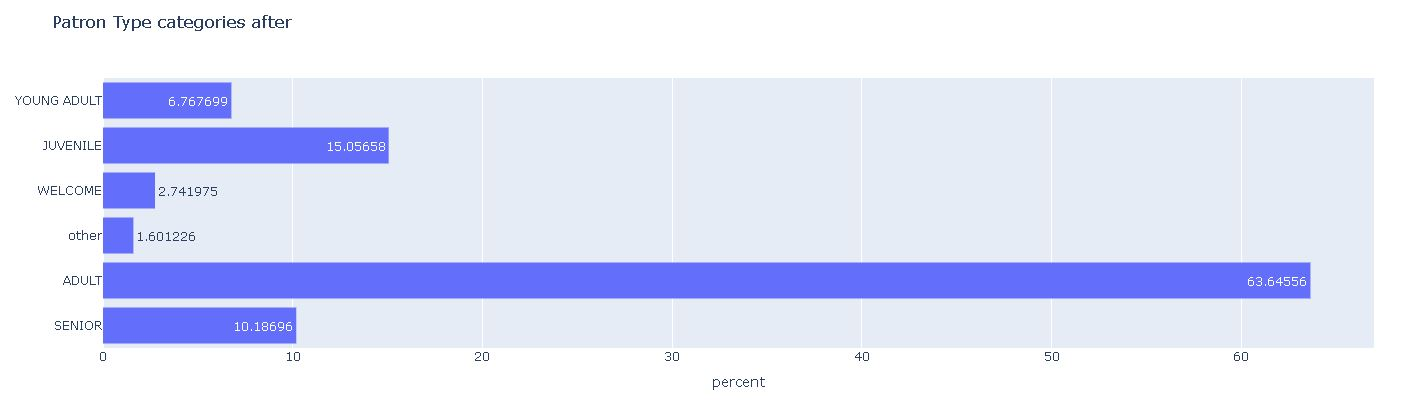 Patron Type categories after
YOUNG ADULT 6.767699
JUVENILE 15.05658
WELCOME 2.741975
other 1.601226
ADULT 63.64556
SENIOR 10.18696
0 10 20 30 40 50 60
percent